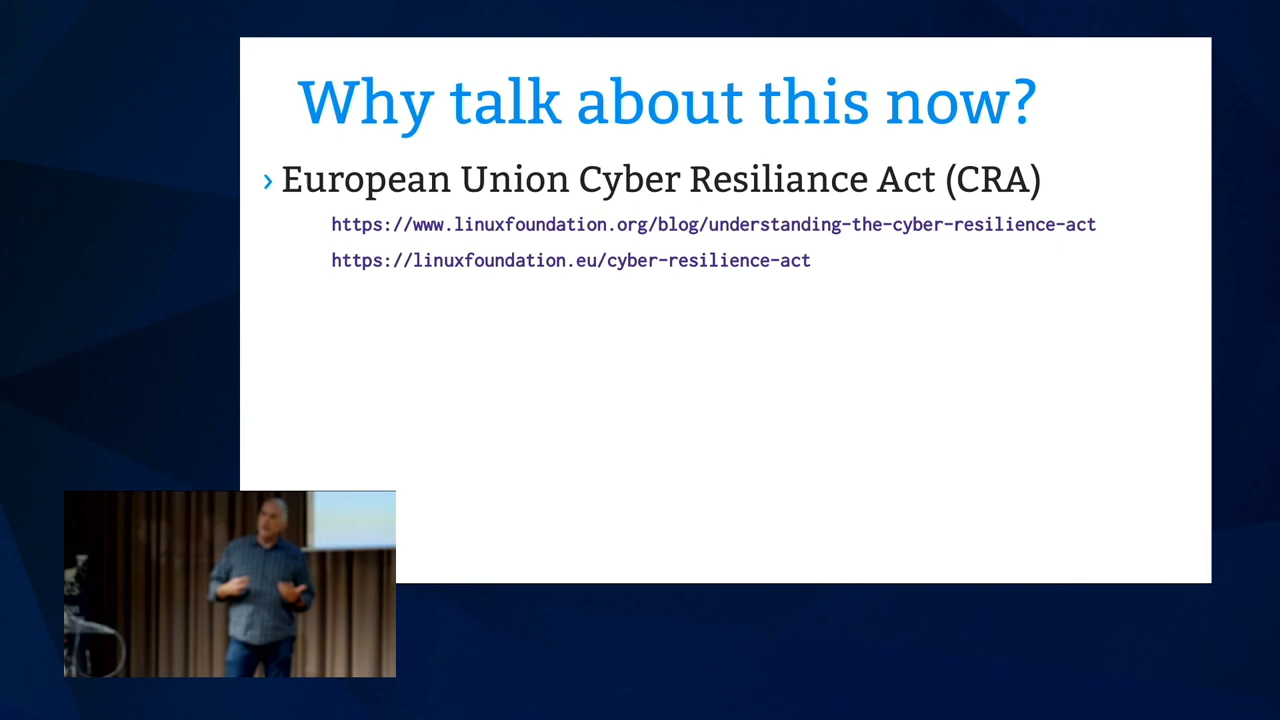 Why talk about this now?
› European Union Cyber Resiliance Act (CRA)
https://www.linuxfoundation.org/blog/understanding-the-cyber-resilience-act
https://linuxfoundation.eu/cyber-resilience-act